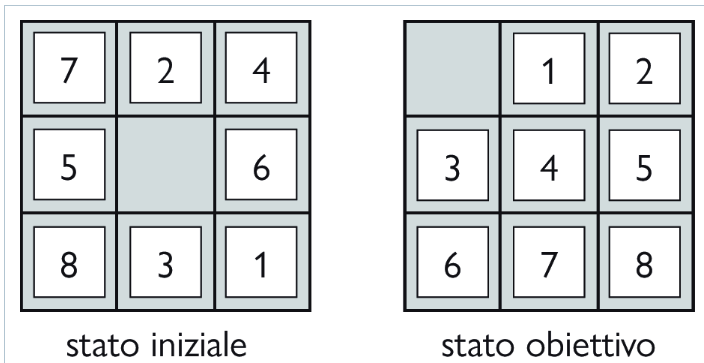 7 2 4 1 2
5 6 3 4 5
8 3 1 6 7 8
stato iniziale stato obiettivo